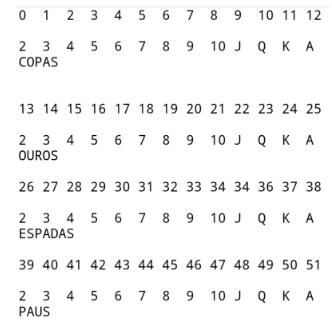 0 1 2 3 4 5 6 7 8 9 10 11 12
2 3 4 5 6 7 8 9 10 J Q K A
COPAS
13 14 15 16 17 18 19 20 21 22 23 24 25
2 3 4 5 6 7 8 9 10 J Q K A
OUROS
26 27 28 29 30 31 32 33 34 34 36 37 38
2 3 4 5 6 7 8 9 10 J Q K A
ESPADAS
39 40 41 42 43 44 45 46 47 48 49 50 51
2 3 4 5 6 7 8 9 10 J Q K A
PAUS